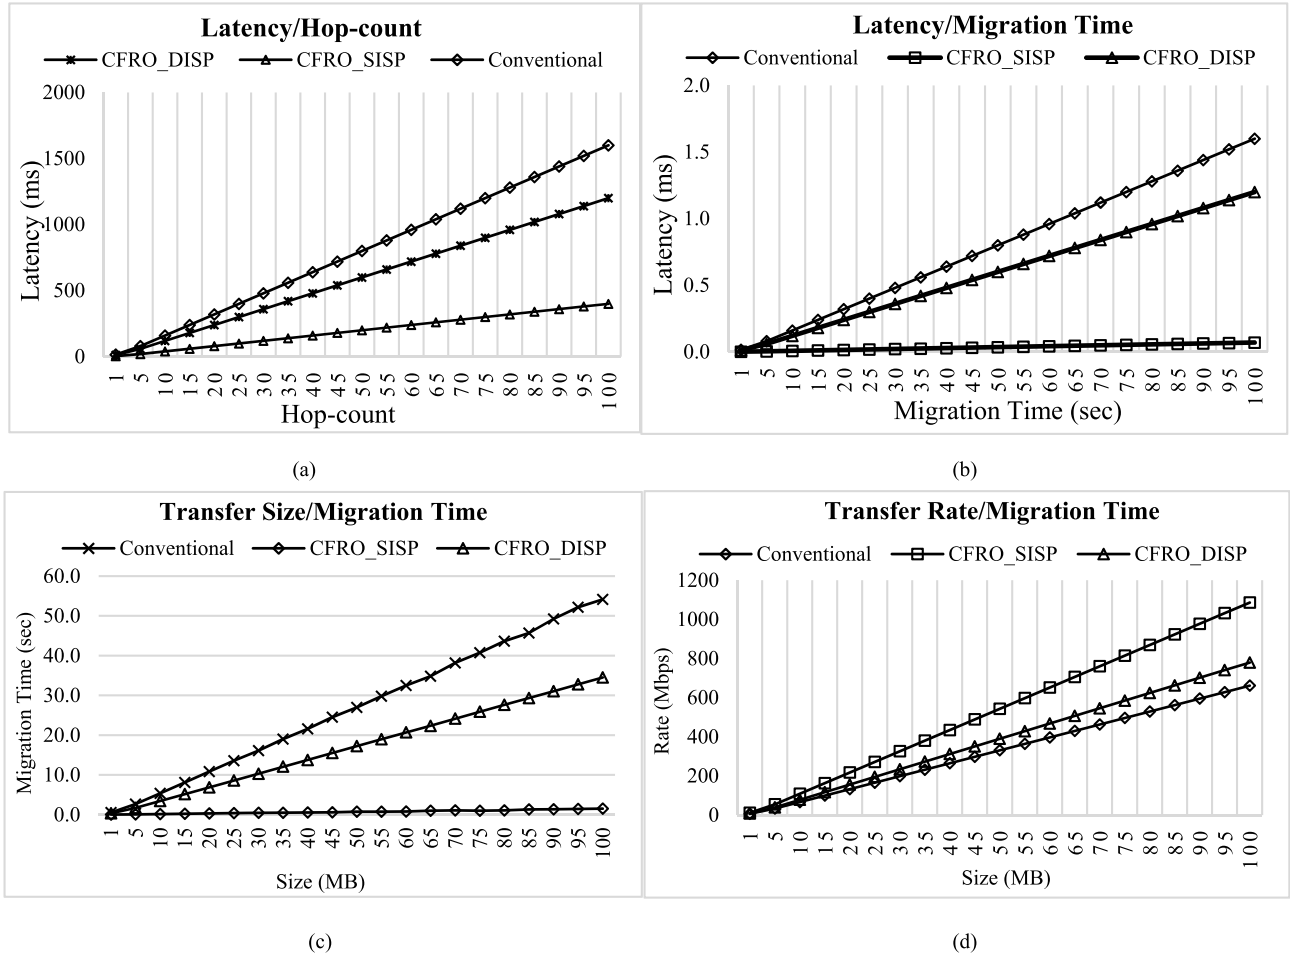 Latency/Hop-count
CFRO_DISP CFRO_SISP Conventional
2000
1500
1000
500
0
Latency (ms)
1 5 10 15 20 25 30 35 40 45 50 55 60 65 70 75 80 85 90 95 100
Hop-count
(a)
Latency/Migration Time
Conventional CFRO_SISP CFRO_DISP
2.0
1.5
1.0
0.5
0.0
Latency (ms)
1 5 10 15 20 25 30 35 40 45 50 55 60 65 70 75 80 85 90 95 100
Migration Time (sec)
(b)
Transfer Size/Migration Time
Conventional CFRO_SISP CFRO_DISP
60.0
50.0
40.0
30.0
20.0
10.0
0.0
Migration Time (sec)
1 5 10 15 20 25 30 35 40 45 50 55 60 65 70 75 80 85 90 95 100
Size (MB)
(c)
Transfer Rate/Migration Time
Conventional CFRO_SISP CFRO_DISP
1200
1000
800
600
400
200
0
Rate (Mbps)
1 5 10 15 20 25 30 35 40 45 50 55 60 65 70 75 80 85 90 95 100
Size (MB)
(d)